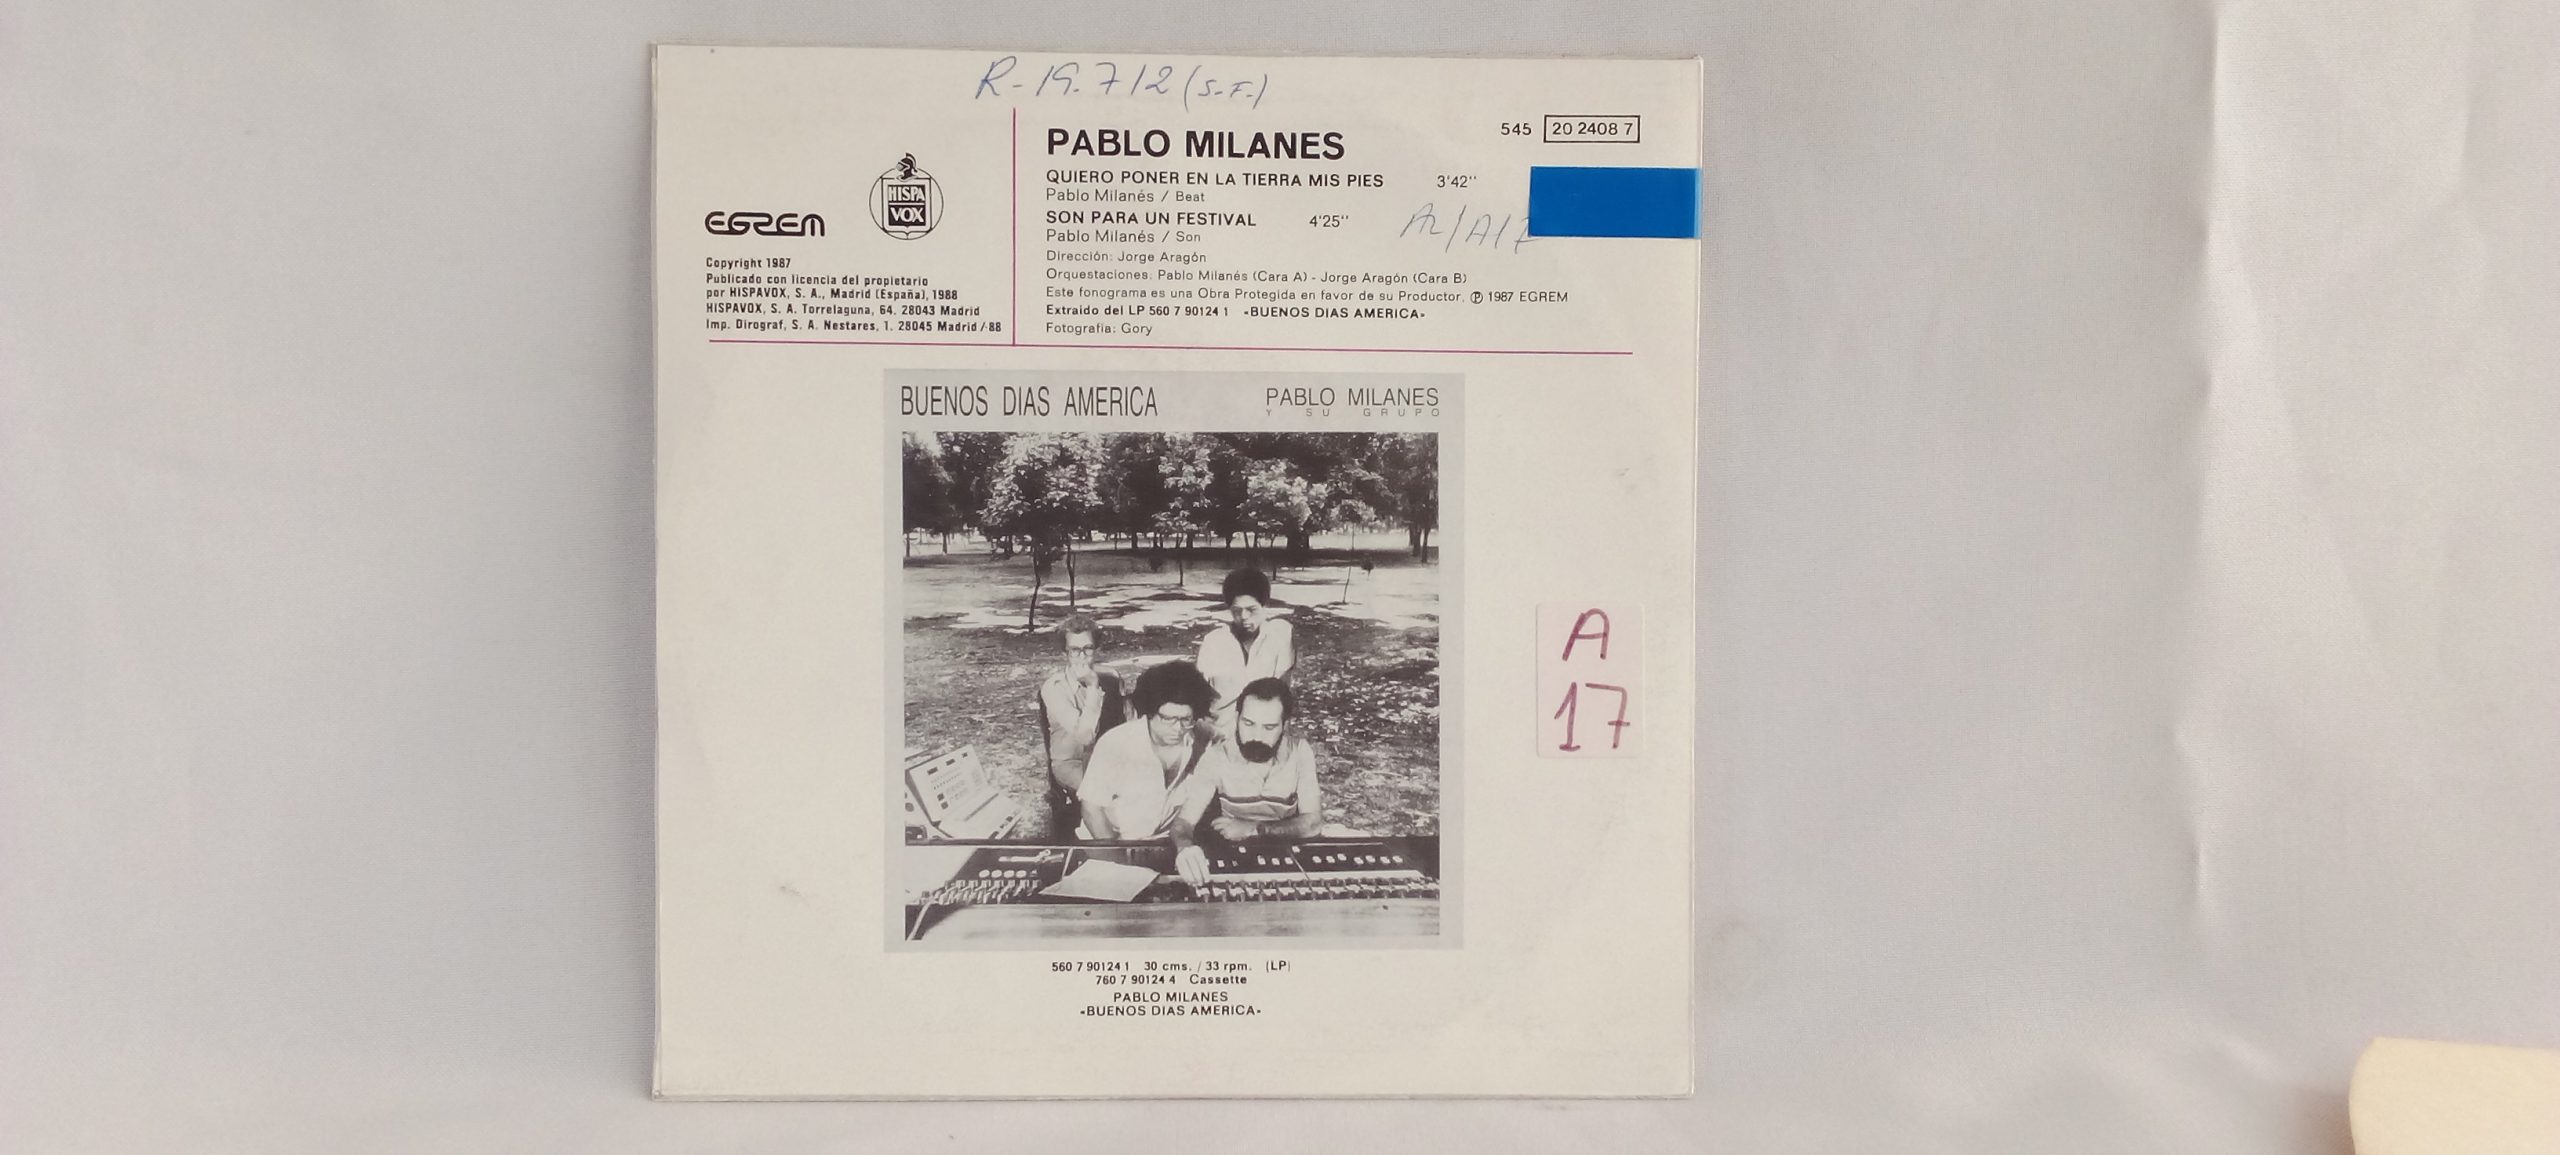 R-19.712 (S.F.)
545 20 2408 7
PABLO MILANES
QUIERO PONER EN LA TIERRA MIS PIES 3'42''
Pablo Milanés / Beat
SON PARA UN FESTIVAL 4'25''
Pablo Milanés / Son
Dirección: Jorge Aragón
Orquestaciones: Pablo Milanés (Cara A) - Jorge Aragón (Cara B)
Este fonograma es una Obra Protegida en favor de su Productor, Ⓟ 1987 EGREM
Extraido del LP 560 7 90124 1 «BUENOS DIAS AMERICA»
Fotografía: Gory
EGREM
HISPA
VOX
Copyright 1987
Publicado con licencia del propietario
por HISPAVOX, S. A., Madrid (España), 1988
HISPAVOX, S. A. Torrelaguna, 64. 28043 Madrid
Imp. Dirograf, S. A. Nestares, 1. 28045 Madrid /-88
BUENOS DIAS AMERICA
PABLO MILANES
Y SU GRUPO
A
17
560 7 90124 1 30 cms. / 33 rpm. (LP)
760 7 90124 4 Cassette
PABLO MILANES
«BUENOS DIAS AMERICA»